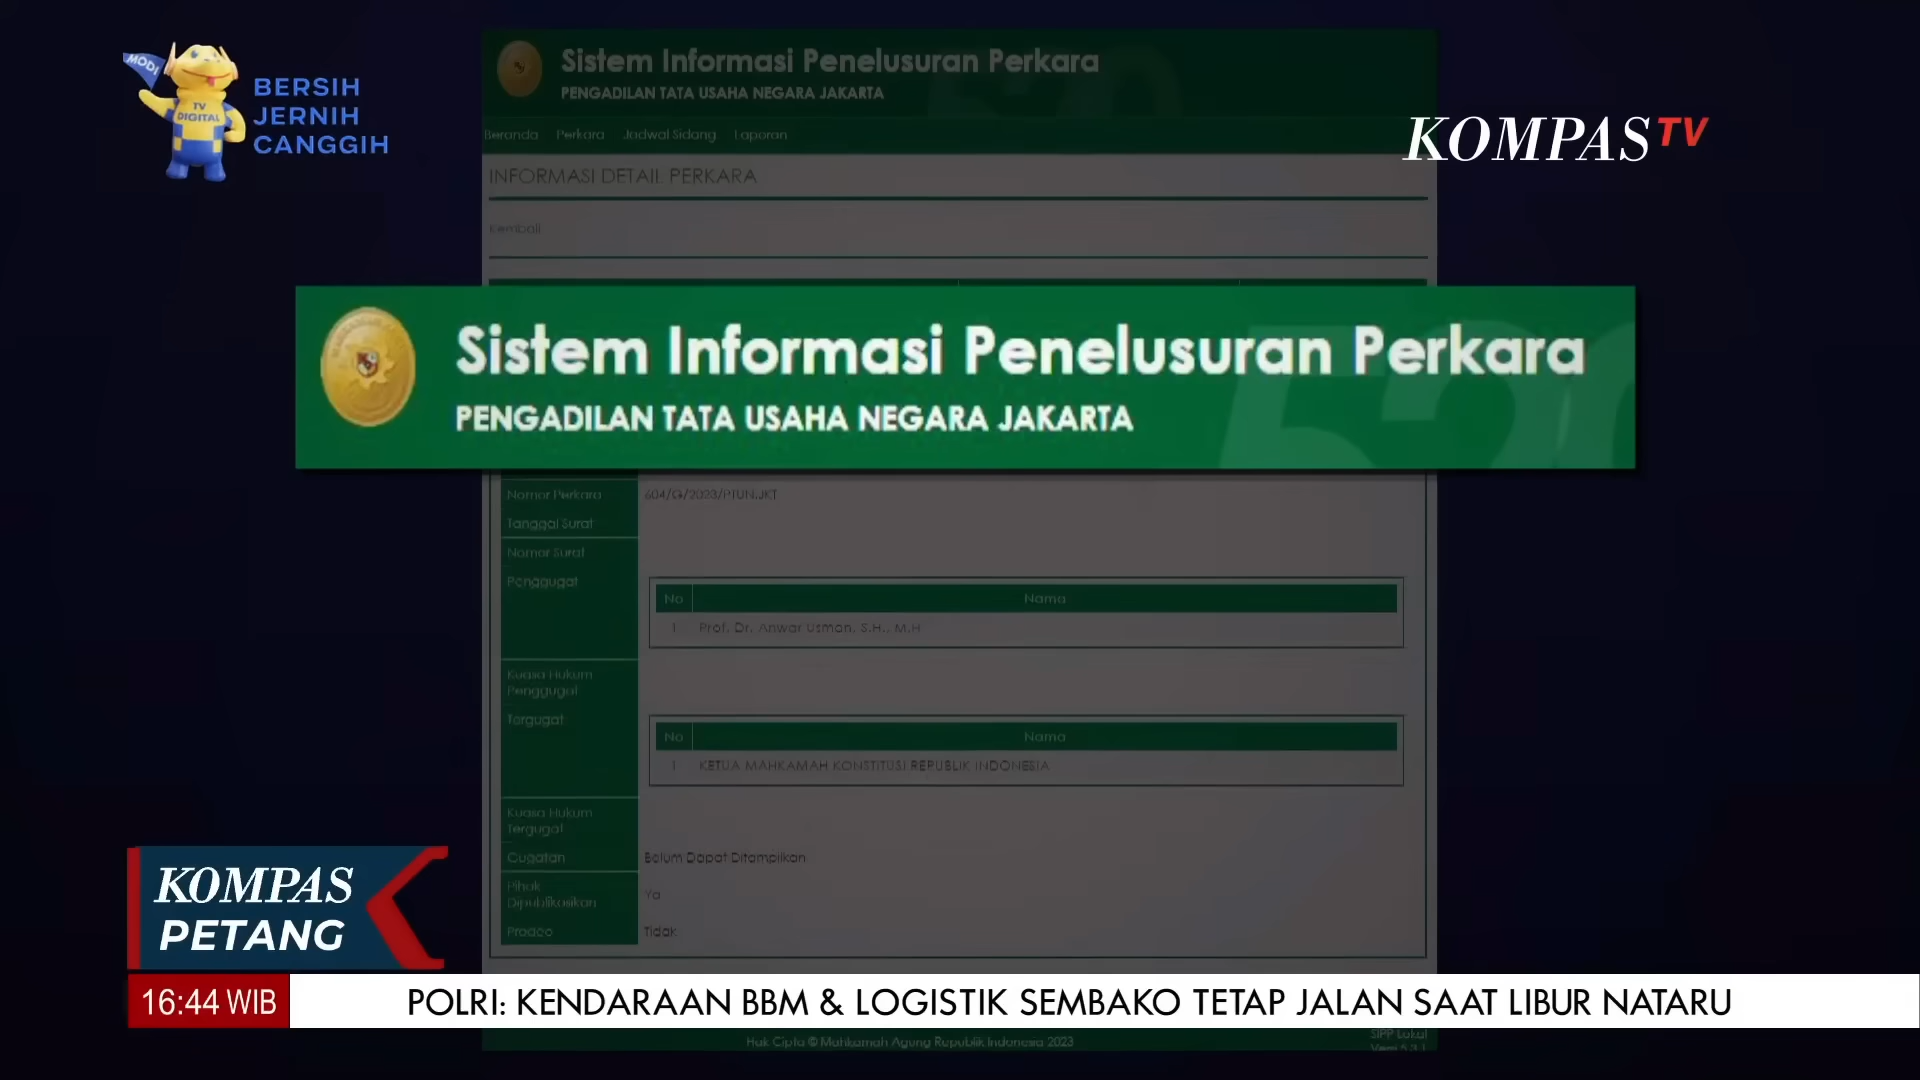 MODI
TV
DIGITAL
BERSIH
JERNIH
CANGGIH
KOMPAS TV
Sistem Informasi Penelusuran Perkara
PENGADILAN TATA USAHA NEGARA JAKARTA
Beranda Perkara Jadwal Sidang Laporan
INFORMASI DETAIL PERKARA
Kembali
Sistem Informasi Penelusuran Perkara
PENGADILAN TATA USAHA NEGARA JAKARTA
Nomor Perkara 604/G/2023/PTUN.JKT
Tanggal Surat
Nomor Surat
Penggugat
No Nama
1 Prof. Dr. Anwar Usman, S.H., M.H
Kuasa Hukum
Penggugat
Tergugat
No Nama
1 KETUA MAHKAMAH KONSTITUSI REPUBLIK INDONESIA
Kuasa Hukum
Tergugat
Gugatan Belum Dapat Ditampilkan
Pihak
Dipublikasikan Ya
Prodeo Tidak
KOMPAS
PETANG
16:44 WIB POLRI: KENDARAAN BBM & LOGISTIK SEMBAKO TETAP JALAN SAAT LIBUR NATARU
Hak Cipta © Mahkamah Agung Republik Indonesia 2023
SIPP Lokal